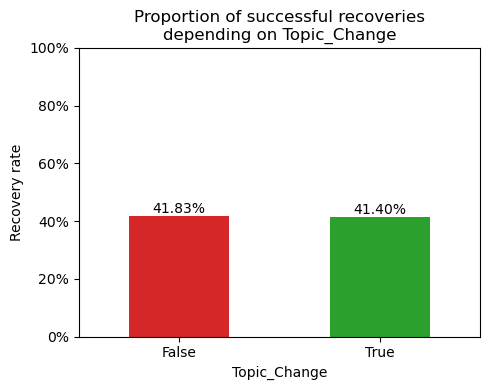 Proportion of successful recoveries
depending on Topic_Change
100%
80%
60%
40%
20%
0%
Recovery rate
41.83%
41.40%
False
True
Topic_Change